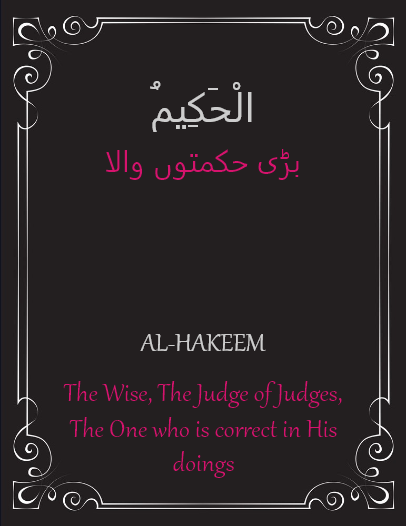 الْحَكِيمُ
بڑی حکمتوں والا
AL-HAKEEM
The Wise, The Judge of Judges,
The One who is correct in His
doings